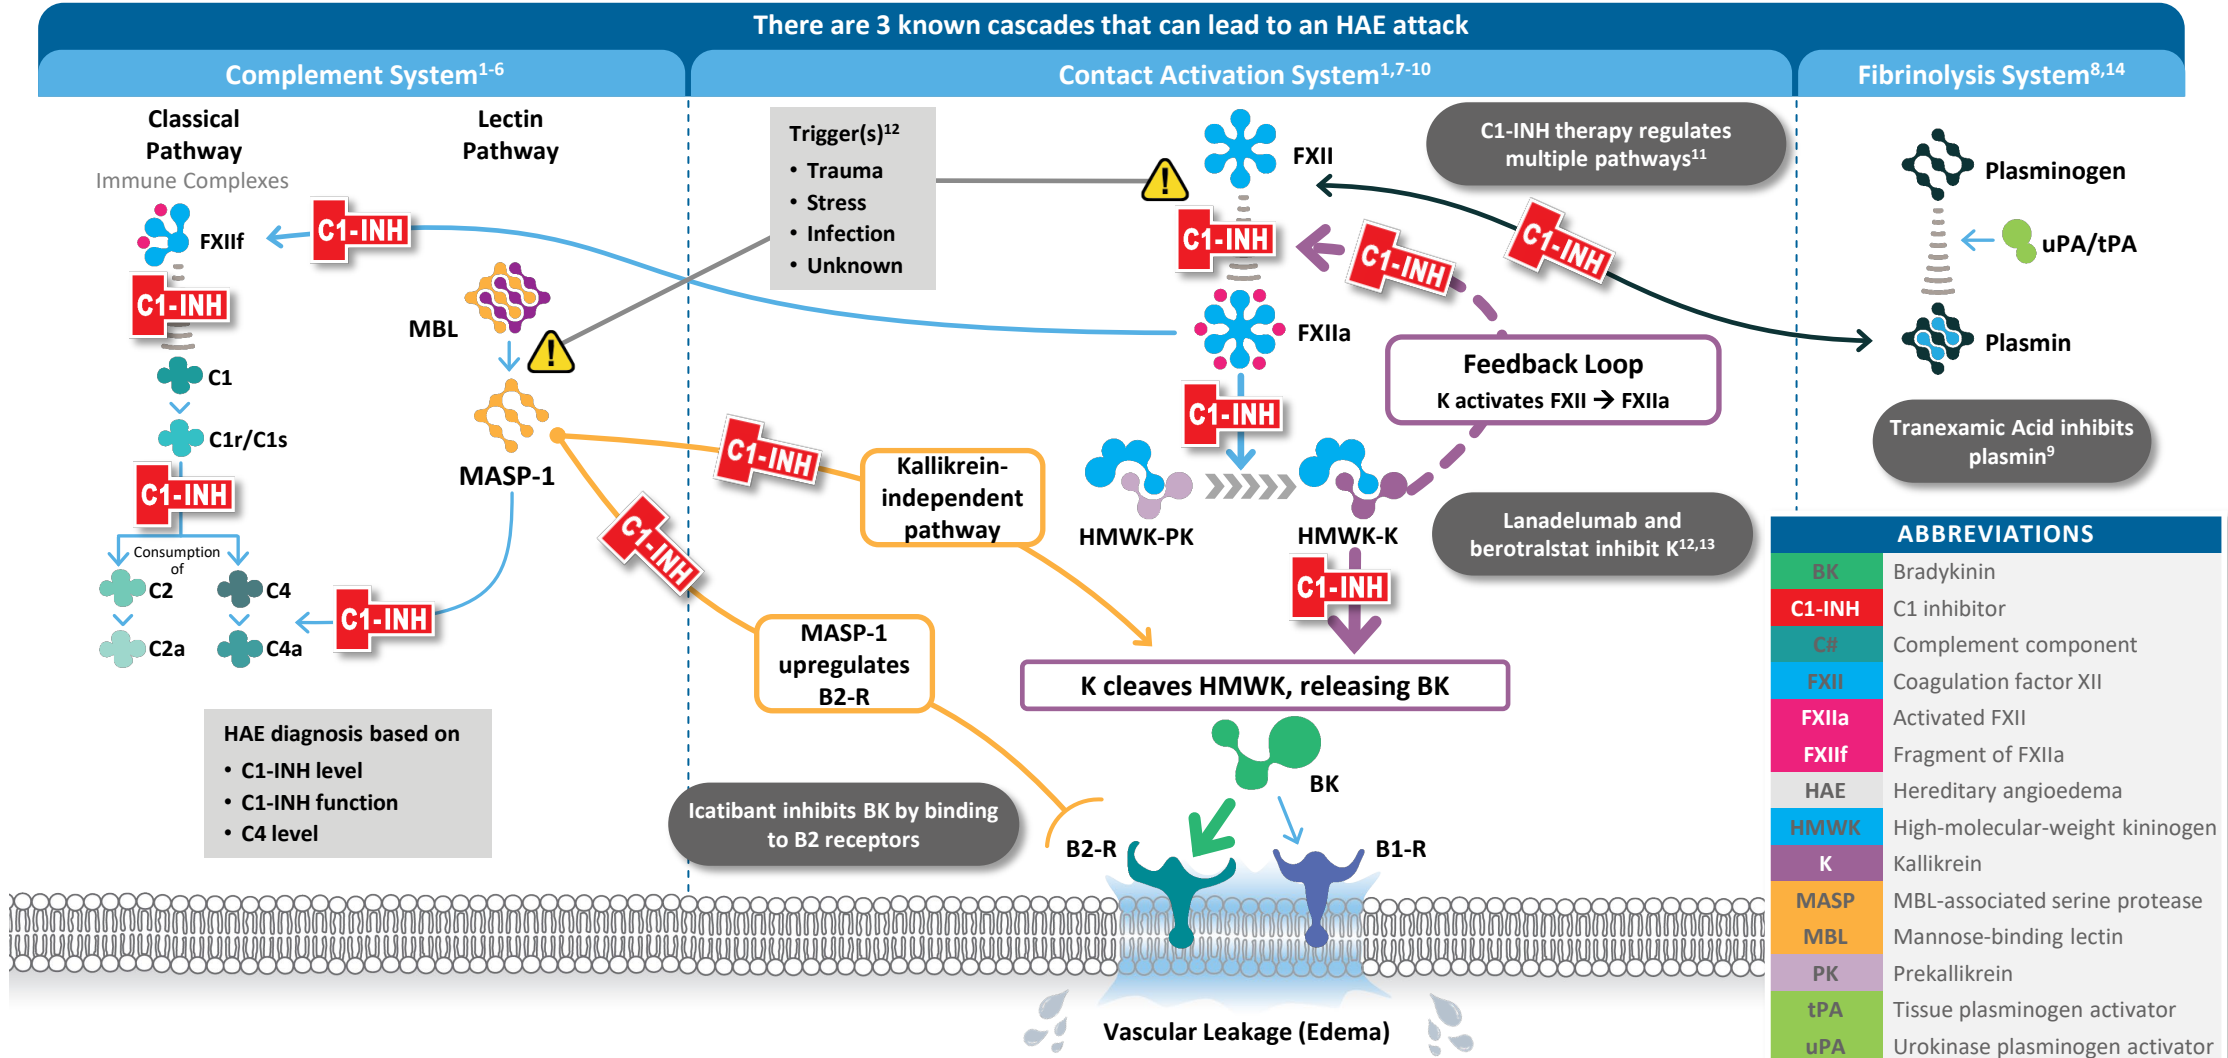 There are 3 known cascades that can lead to an HAE attack
Complement System1-6
Contact Activation System1,7-10
Fibrinolysis System8,14
Classical
Pathway
Immune Complexes
Lectin
Pathway
FXIIf
C1-INH
C1-INH
C1
C1r/C1s
C1-INH
Consumption
of
C2
C4
C2a
C4a
C1-INH
MBL
MASP-1
HAE diagnosis based on
• C1-INH level
• C1-INH function
• C4 level
Trigger(s)12
• Trauma
• Stress
• Infection
• Unknown
FXII
C1-INH
C1-INH
FXIIa
C1-INH
C1-INH therapy regulates
multiple pathways11
C1-INH
Feedback Loop
K activates FXII → FXIIa
C1-INH
Kallikrein-
independent
pathway
HMWK-PK
HMWK-K
C1-INH
Lanadelumab and
berotralstat inhibit K12,13
C1-INH
MASP-1
upregulates
B2-R
K cleaves HMWK, releasing BK
BK
Icatibant inhibits BK by binding
to B2 receptors
B2-R
B1-R
Vascular Leakage (Edema)
Plasminogen
uPA/tPA
Plasmin
Tranexamic Acid inhibits
plasmin9
ABBREVIATIONS
BK Bradykinin
C1-INH C1 inhibitor
C# Complement component
FXII Coagulation factor XII
FXIIa Activated FXII
FXIIf Fragment of FXIIa
HAE Hereditary angioedema
HMWK High-molecular-weight kininogen
K Kallikrein
MASP MBL-associated serine protease
MBL Mannose-binding lectin
PK Prekallikrein
tPA Tissue plasminogen activator
uPA Urokinase plasminogen activator